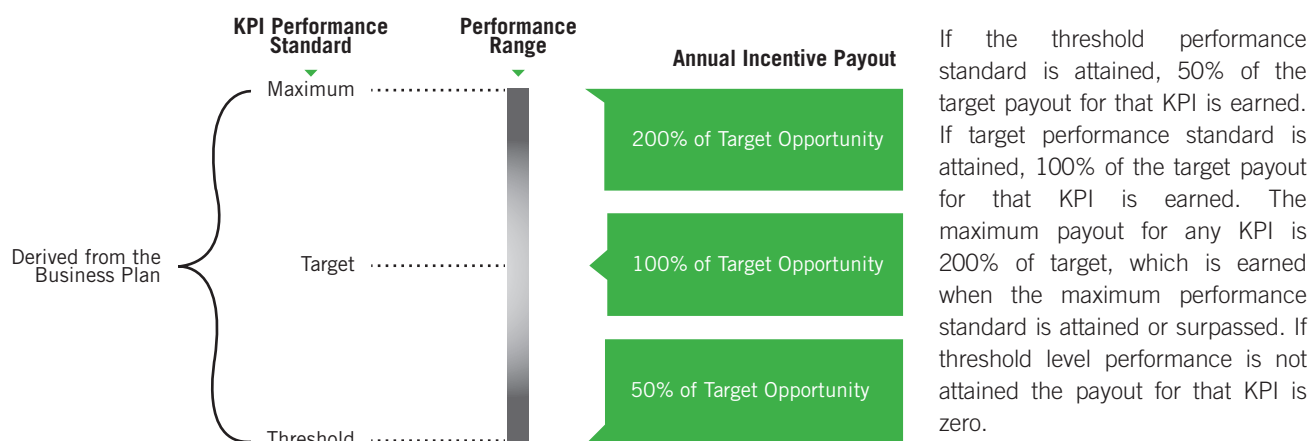 KPI Performance
Standard
Performance
Range
Annual Incentive Payout
Maximum
200% of Target Opportunity
Derived from the
Business Plan
Target
100% of Target Opportunity
50% of Target Opportunity
Threshold
If the threshold performance
standard is attained, 50% of the
target payout for that KPI is earned.
If target performance standard is
attained, 100% of the target payout
for that KPI is earned. The
maximum payout for any KPI is
200% of target, which is earned
when the maximum performance
standard is attained or surpassed. If
threshold level performance is not
attained the payout for that KPI is
zero.